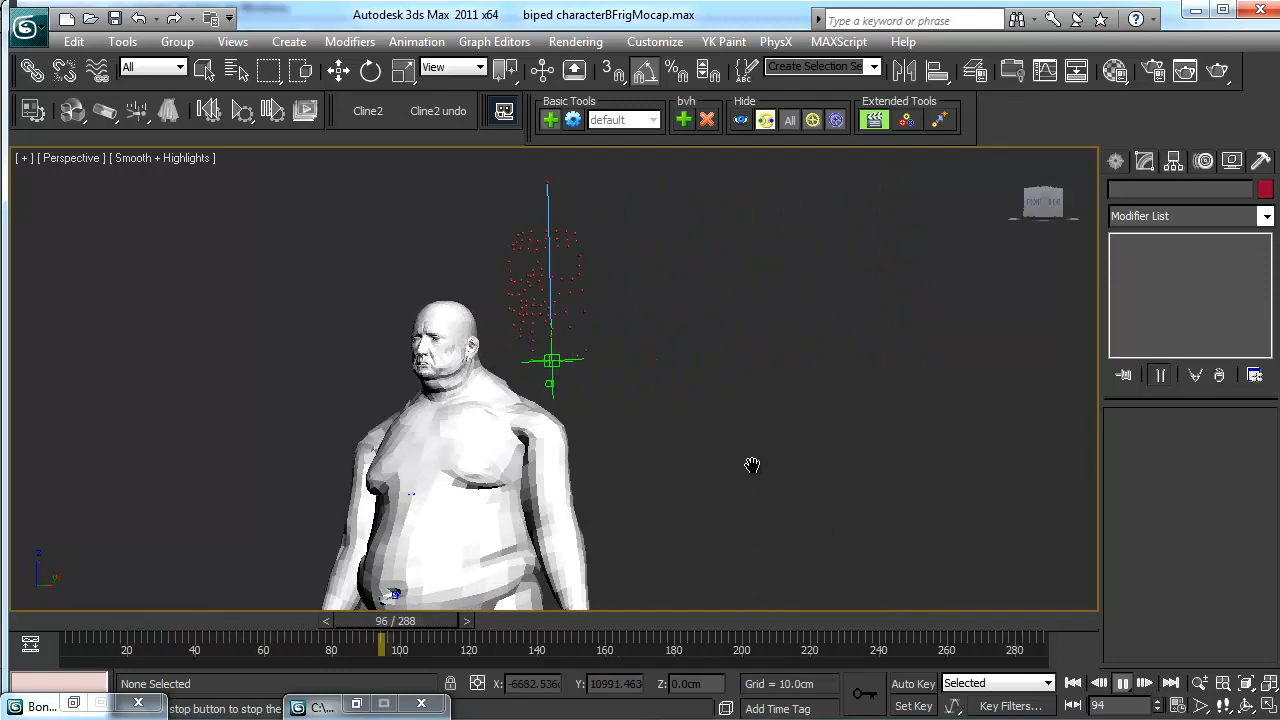 Autodesk 3ds Max 2011 x64 biped characterBFrigMocap.max
Type a keyword or phrase
Edit Tools Group Views Create Modifiers Animation Graph Editors Rendering Customize YK Paint PhysX MAXScript Help
All View Create Selection Se
Cline2 Cline2 undo
Basic Tools bvh Hide Extended Tools
default All
[ + ] [ Perspective ] [ Smooth + Highlights ]
Modifier List
z
96 / 288
20 40 60 80 100 120 140 160 180 200 220 240 260 280
None Selected X: -6682.536 Y: 10991.463 Z: 0.0cm Grid = 10.0cm Auto Key Selected
Bon... stop button to stop the C:\... Add Time Tag Set Key Key Filters... 94